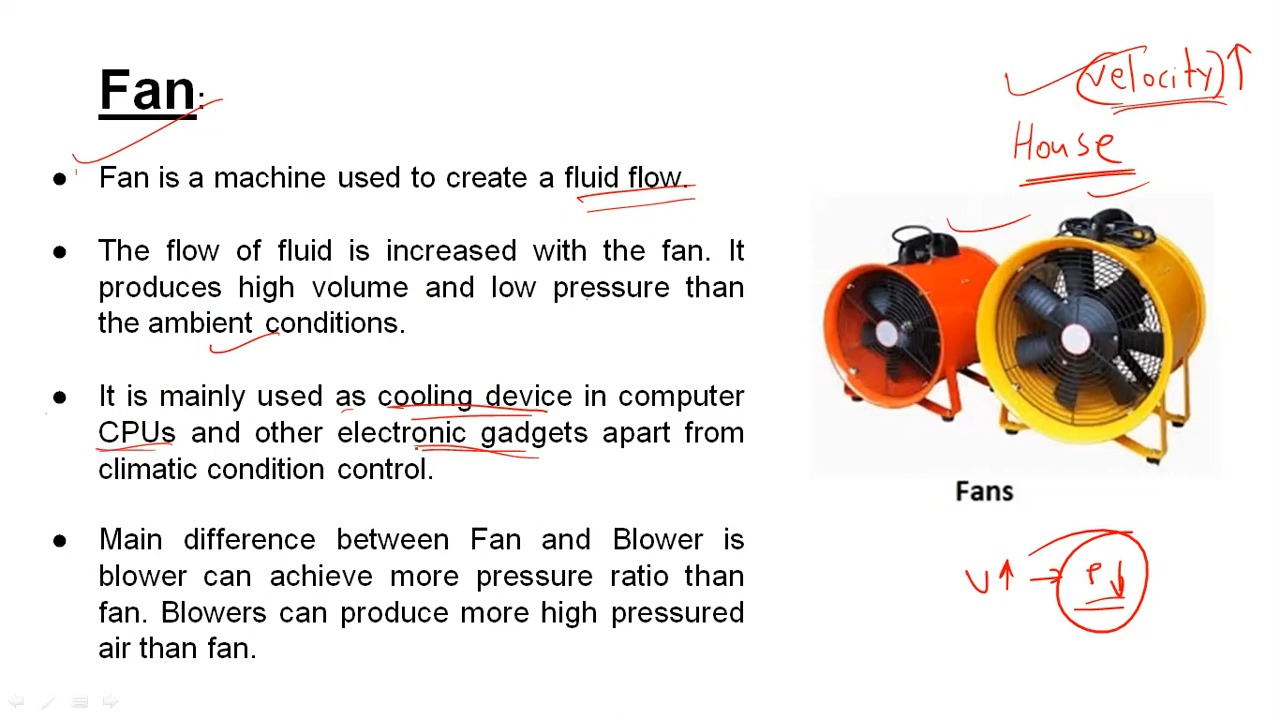 Fan:
velocity) ↑
House
● Fan is a machine used to create a fluid flow.
● The flow of fluid is increased with the fan. It
produces high volume and low pressure than
the ambient conditions.
● It is mainly used as cooling device in computer
CPUs and other electronic gadgets apart from
climatic condition control.
● Main difference between Fan and Blower is
blower can achieve more pressure ratio than
fan. Blowers can produce more high pressured
air than fan.
Fans
V↑ → P↓